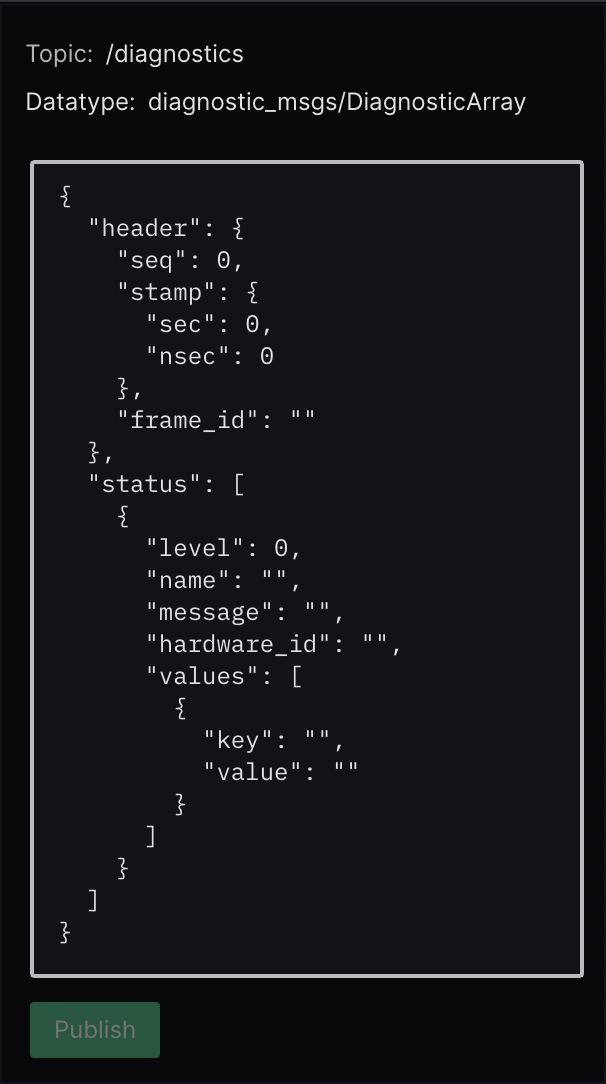 Topic: /diagnostics
Datatype: diagnostic_msgs/DiagnosticArray
{
  "header": {
    "seq": 0,
    "stamp": {
      "sec": 0,
      "nsec": 0
    },
    "frame_id": ""
  },
  "status": [
    {
      "level": 0,
      "name": "",
      "message": "",
      "hardware_id": "",
      "values": [
        {
          "key": "",
          "value": ""
        }
      ]
    }
  ]
}
Publish